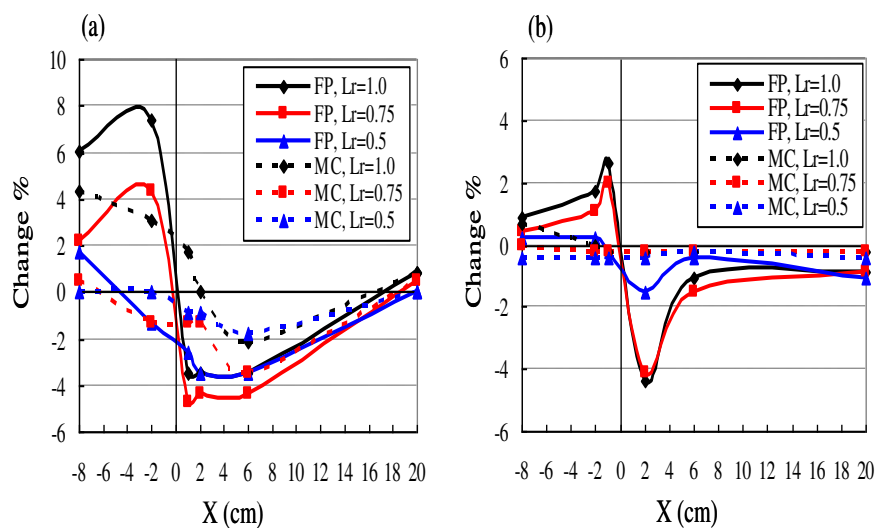 (a)
10
8
6
4
2
0
-2
-4
-6
Change %
-8 -6 -4 -2 0 2 4 6 8 10 12 14 16 18 20
X (cm)
FP, Lr=1.0
FP, Lr=0.75
FP, Lr=0.5
MC, Lr=1.0
MC, Lr=0.75
MC, Lr=0.5
(b)
6
4
2
0
-2
-4
-6
Change %
-8 -6 -4 -2 0 2 4 6 8 10 12 14 16 18 20
X (cm)
FP, Lr=1.0
FP, Lr=0.75
FP, Lr=0.5
MC, Lr=1.0
MC, Lr=0.75
MC, Lr=0.5